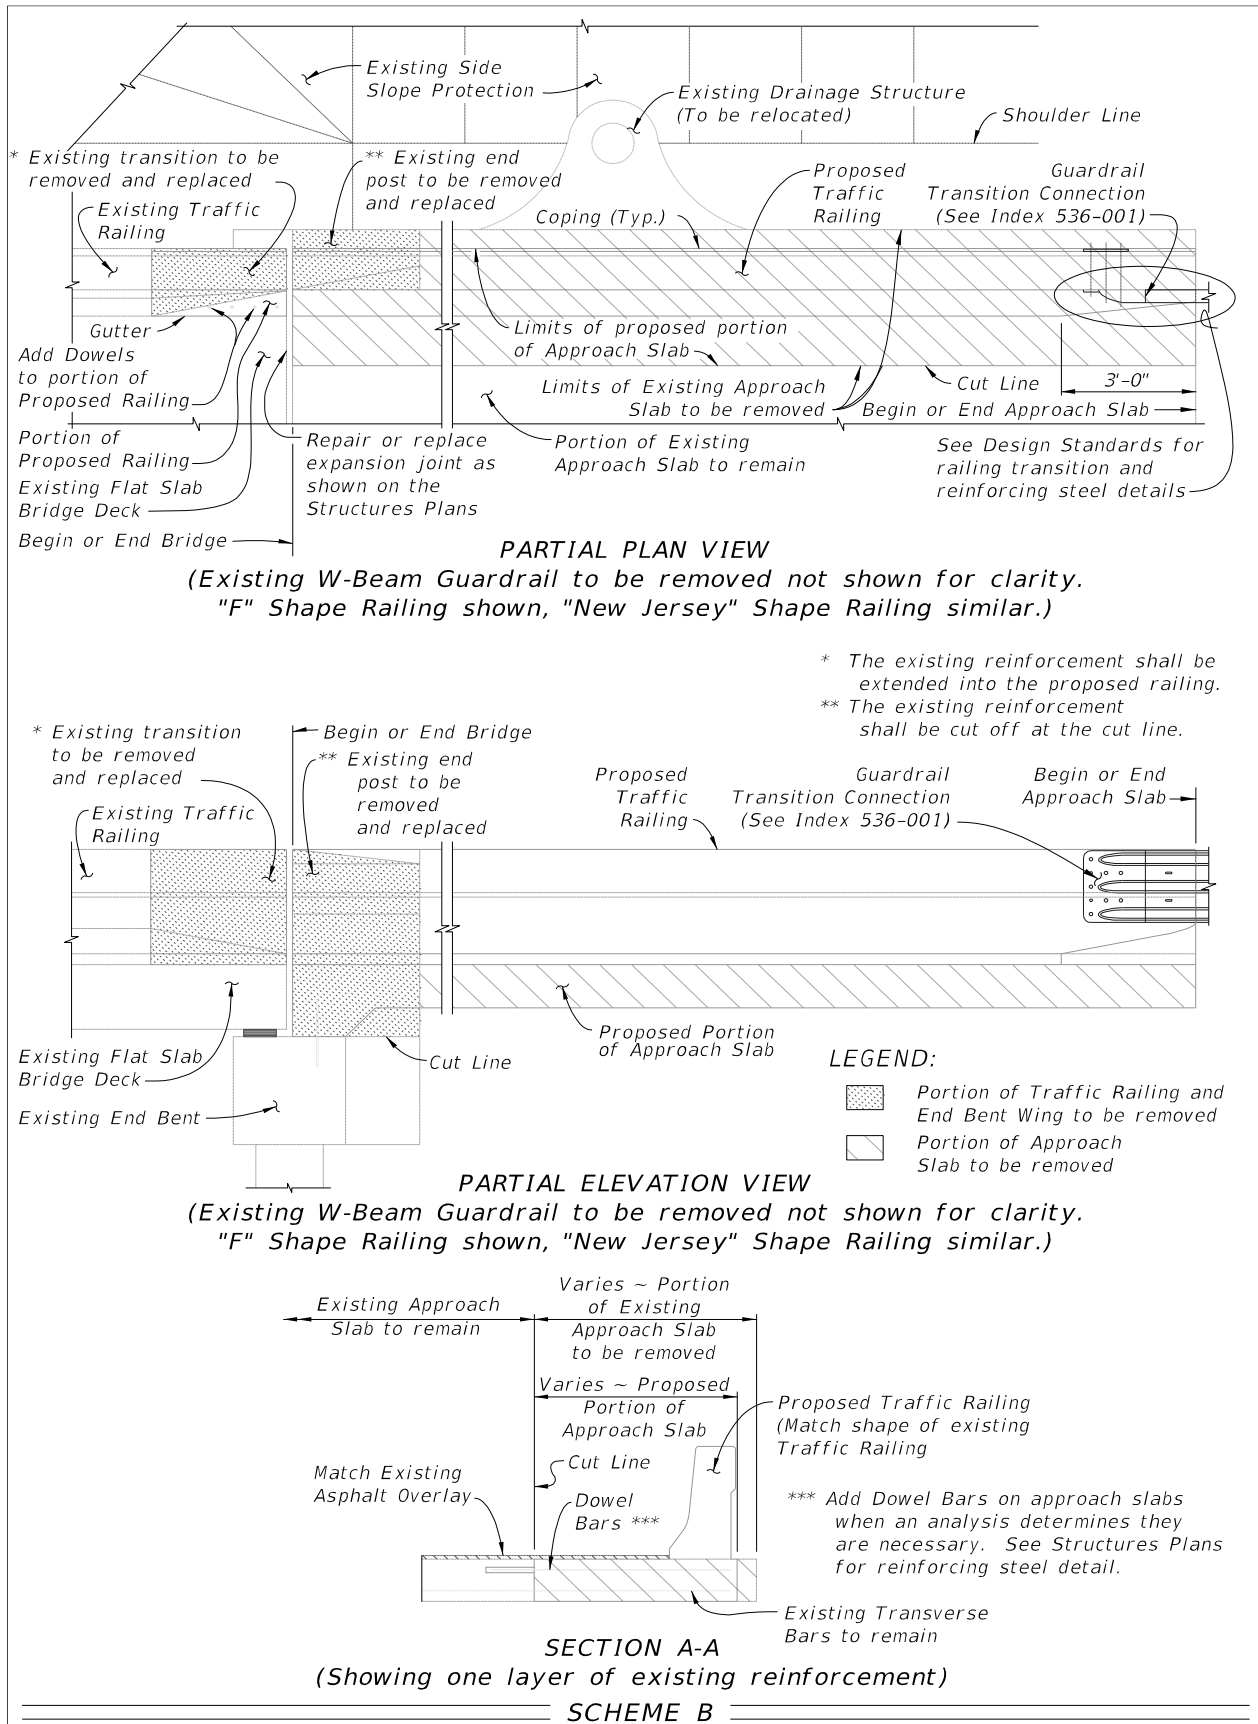 Existing Side
Slope Protection
Existing Drainage Structure
(To be relocated)
Shoulder Line
* Existing transition to be
removed and replaced
** Existing end
post to be removed
and replaced
Proposed
Traffic
Railing
Guardrail
Transition Connection
(See Index 536-001)
Existing Traffic
Railing
Coping (Typ.)
Gutter
Add Dowels
to portion of
Proposed Railing
Limits of proposed portion
of Approach Slab
Limits of Existing Approach
Slab to be removed
Cut Line
3'-0"
Begin or End Approach Slab
Portion of
Proposed Railing
Existing Flat Slab
Bridge Deck
Repair or replace
expansion joint as
shown on the
Structures Plans
Portion of Existing
Approach Slab to remain
See Design Standards for
railing transition and
reinforcing steel details
Begin or End Bridge
PARTIAL PLAN VIEW
(Existing W-Beam Guardrail to be removed not shown for clarity.
"F" Shape Railing shown, "New Jersey" Shape Railing similar.)
* The existing reinforcement shall be
extended into the proposed railing.
** The existing reinforcement
shall be cut off at the cut line.
* Existing transition
to be removed
and replaced
Begin or End Bridge
** Existing end
post to be
removed
and replaced
Proposed
Traffic
Railing
Guardrail
Transition Connection
(See Index 536-001)
Begin or End
Approach Slab
Existing Traffic
Railing
Existing Flat Slab
Bridge Deck
Existing End Bent
Cut Line
Proposed Portion
of Approach Slab
LEGEND:
Portion of Traffic Railing and
End Bent Wing to be removed
Portion of Approach
Slab to be removed
PARTIAL ELEVATION VIEW
(Existing W-Beam Guardrail to be removed not shown for clarity.
"F" Shape Railing shown, "New Jersey" Shape Railing similar.)
Existing Approach
Slab to remain
Varies ~ Portion
of Existing
Approach Slab
to be removed
Varies ~ Proposed
Portion of
Approach Slab
Proposed Traffic Railing
(Match shape of existing
Traffic Railing
Cut Line
Match Existing
Asphalt Overlay
Dowel
Bars ***
*** Add Dowel Bars on approach slabs
when an analysis determines they
are necessary. See Structures Plans
for reinforcing steel detail.
Existing Transverse
Bars to remain
SECTION A-A
(Showing one layer of existing reinforcement)
SCHEME B